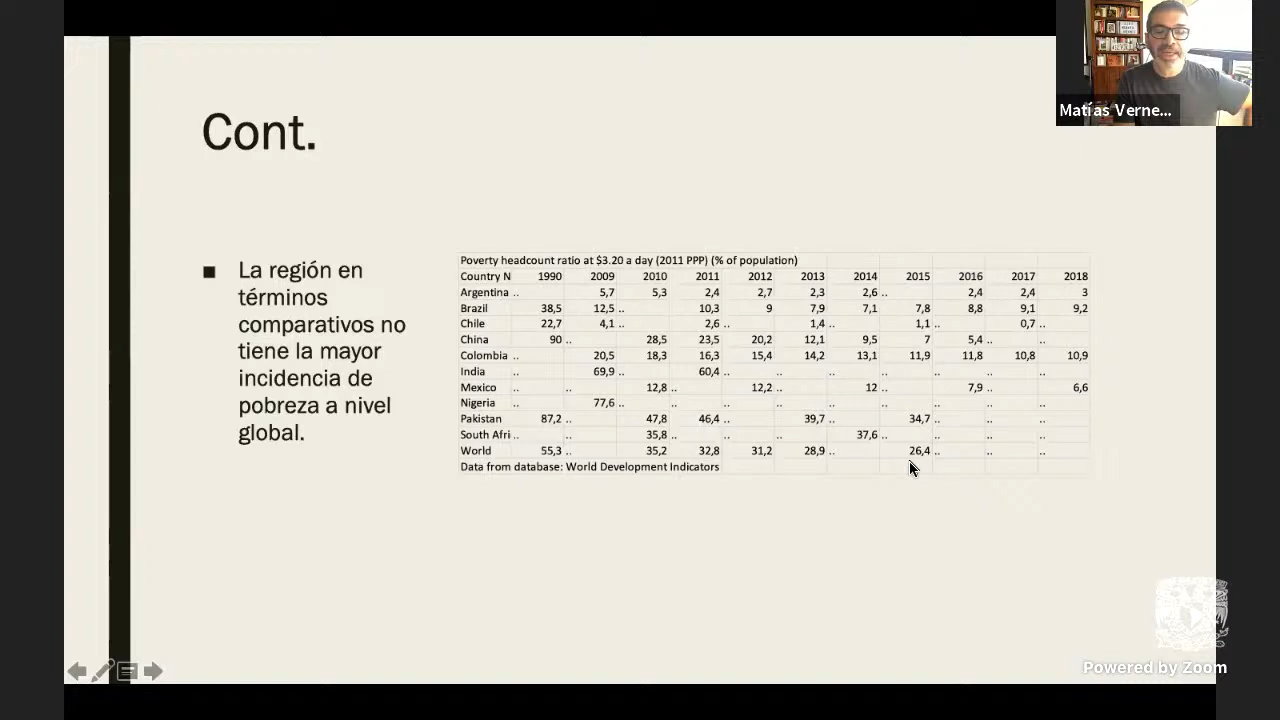 Matías Verne...
Cont.
■ La región en
términos
comparativos no
tiene la mayor
incidencia de
pobreza a nivel
global.
Poverty headcount ratio at $3.20 a day (2011 PPP) (% of population)
Country N 1990 2009 2010 2011 2012 2013 2014 2015 2016 2017 2018
Argentina .. 5,7 5,3 2,4 2,7 2,3 2,6 .. 2,4 2,4 3
Brazil 38,5 12,5 .. 10,3 9 7,9 7,1 7,8 8,8 9,1 9,2
Chile 22,7 4,1 .. 2,6 .. 1,4 .. 1,1 .. 0,7 ..
China 90 .. 28,5 23,5 20,2 12,1 9,5 7 5,4 .. ..
Colombia .. 20,5 18,3 16,3 15,4 14,2 13,1 11,9 11,8 10,8 10,9
India .. 69,9 .. 60,4 .. .. .. .. .. .. ..
Mexico .. .. 12,8 .. 12,2 .. 12 .. 7,9 .. 6,6
Nigeria .. 77,6 .. .. .. .. .. .. .. .. ..
Pakistan 87,2 .. 47,8 46,4 .. 39,7 .. 34,7 .. .. ..
South Afri .. .. 35,8 .. .. .. 37,6 .. .. .. ..
World 55,3 .. 35,2 32,8 31,2 28,9 .. 26,4 .. .. ..
Data from database: World Development Indicators
Powered by Zoom